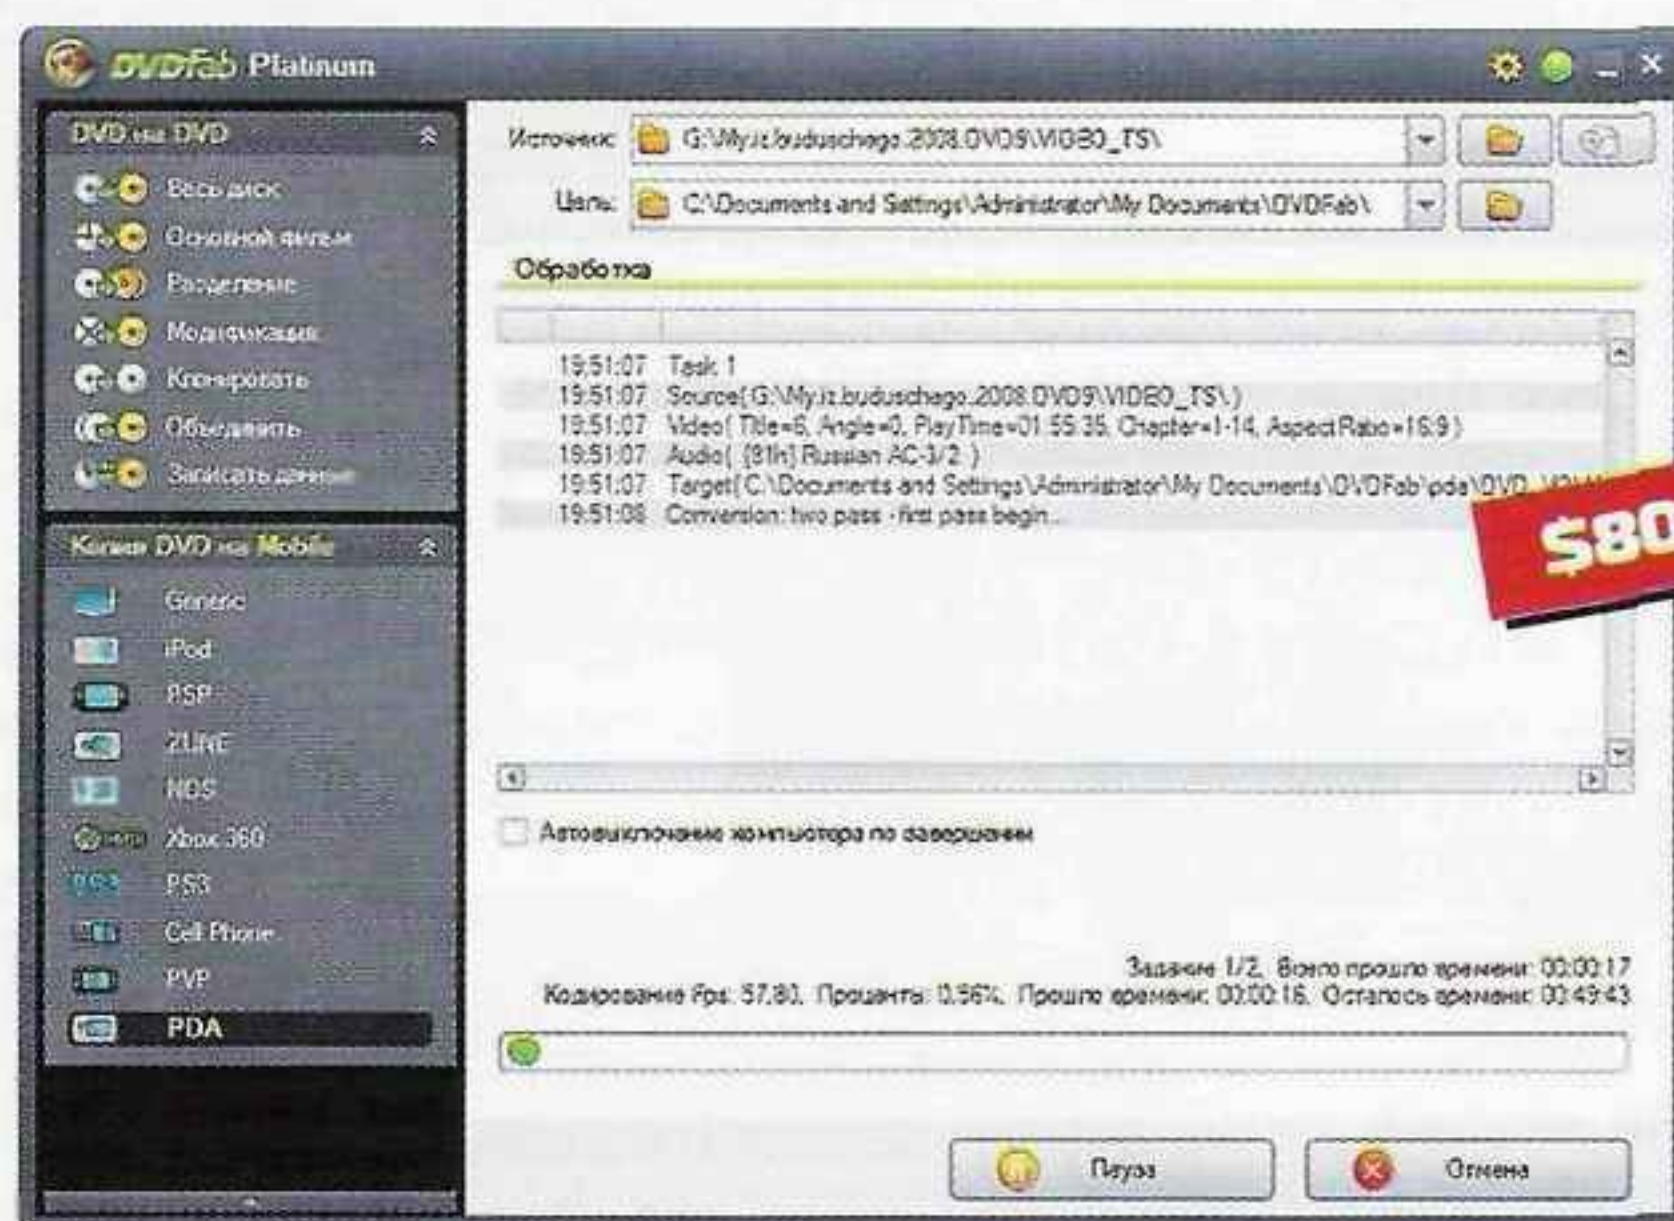 DVDFab Platinum
DVD на DVD
Весь диск
Основной фильм
Разделение
Модификация
Клонировать
Объединить
Записать данные
Копия DVD на Mobile
Generic
iPod
PSP
ZUNE
NDS
Xbox 360
PS3
Cell Phone
PVP
PDA
Источник: G:\My.iz.buduschego.2008.DVD9\VIDEO_TS\
Цель: C:\Documents and Settings\Administrator\My Documents\DVDFab\
Обработка
19:51:07 Task 1
19:51:07 Source( G:\My.iz.buduschego.2008.DVD9\VIDEO_TS\ )
19:51:07 Video( Title=6, Angle=0, PlayTime=01:55:35, Chapter=1-14, AspectRatio=16:9 )
19:51:07 Audio( Russian AC-3/2 )
19:51:07 Target( C:\Documents and Settings\Administrator\My Documents\DVDFab\pda\DVD
19:51:08 Conversion: two pass - first pass begin...
$80
Автовыключение компьютера по завершении
Задание 1/2, Всего прошло времени: 00:00:17
Кодирование Fps: 57.80, Проценты: 0.56%, Прошло времени: 00:00:16, Осталось времени: 00:49:43
Пауза
Отмена